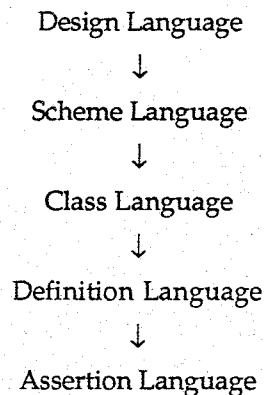 Design Language
↓
Scheme Language
↓
Class Language
↓
Definition Language
↓
Assertion Language